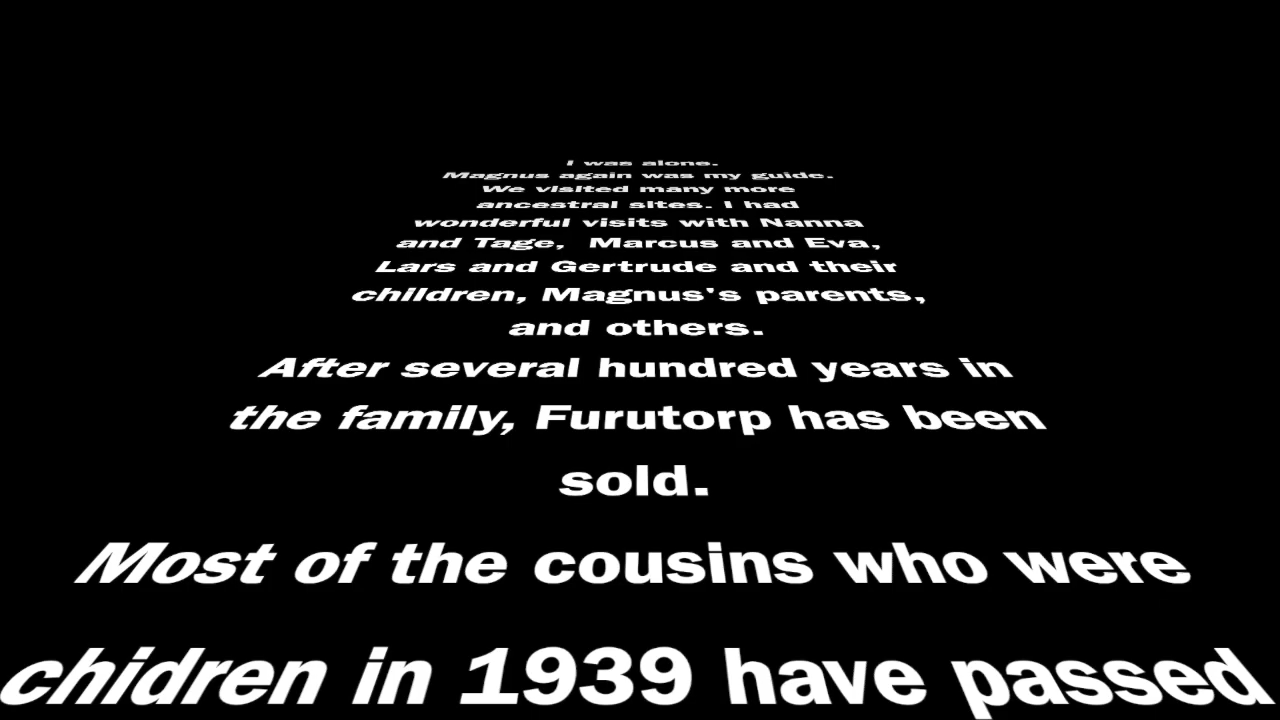 I was alone.
Magnus again was my guide.
We visited many more
ancestral sites. I had
wonderful visits with Nanna
and Tage,  Marcus and Eva,
Lars and Gertrude and their
children, Magnus's parents,
and others.
After several hundred years in
the family, Furutorp has been
sold.
Most of the cousins who were
chidren in 1939 have passed